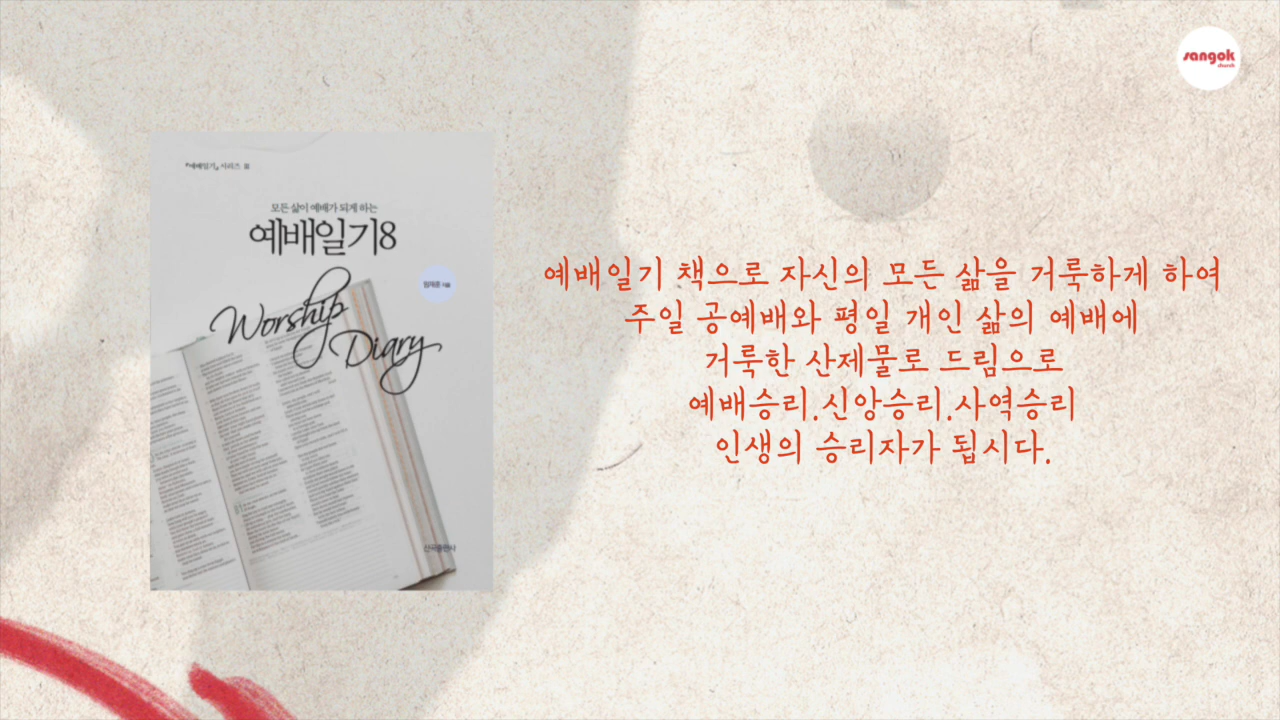 sangok
church
모든 삶이 예배가 되게 하는
예배일기8
Worship
Diary
예배일기 책으로 자신의 모든 삶을 거룩하게 하여
주일 공예배와 평일 개인 삶의 예배에
거룩한 산제물로 드림으로
예배승리.신앙승리.사역승리
인생의 승리자가 됩시다.